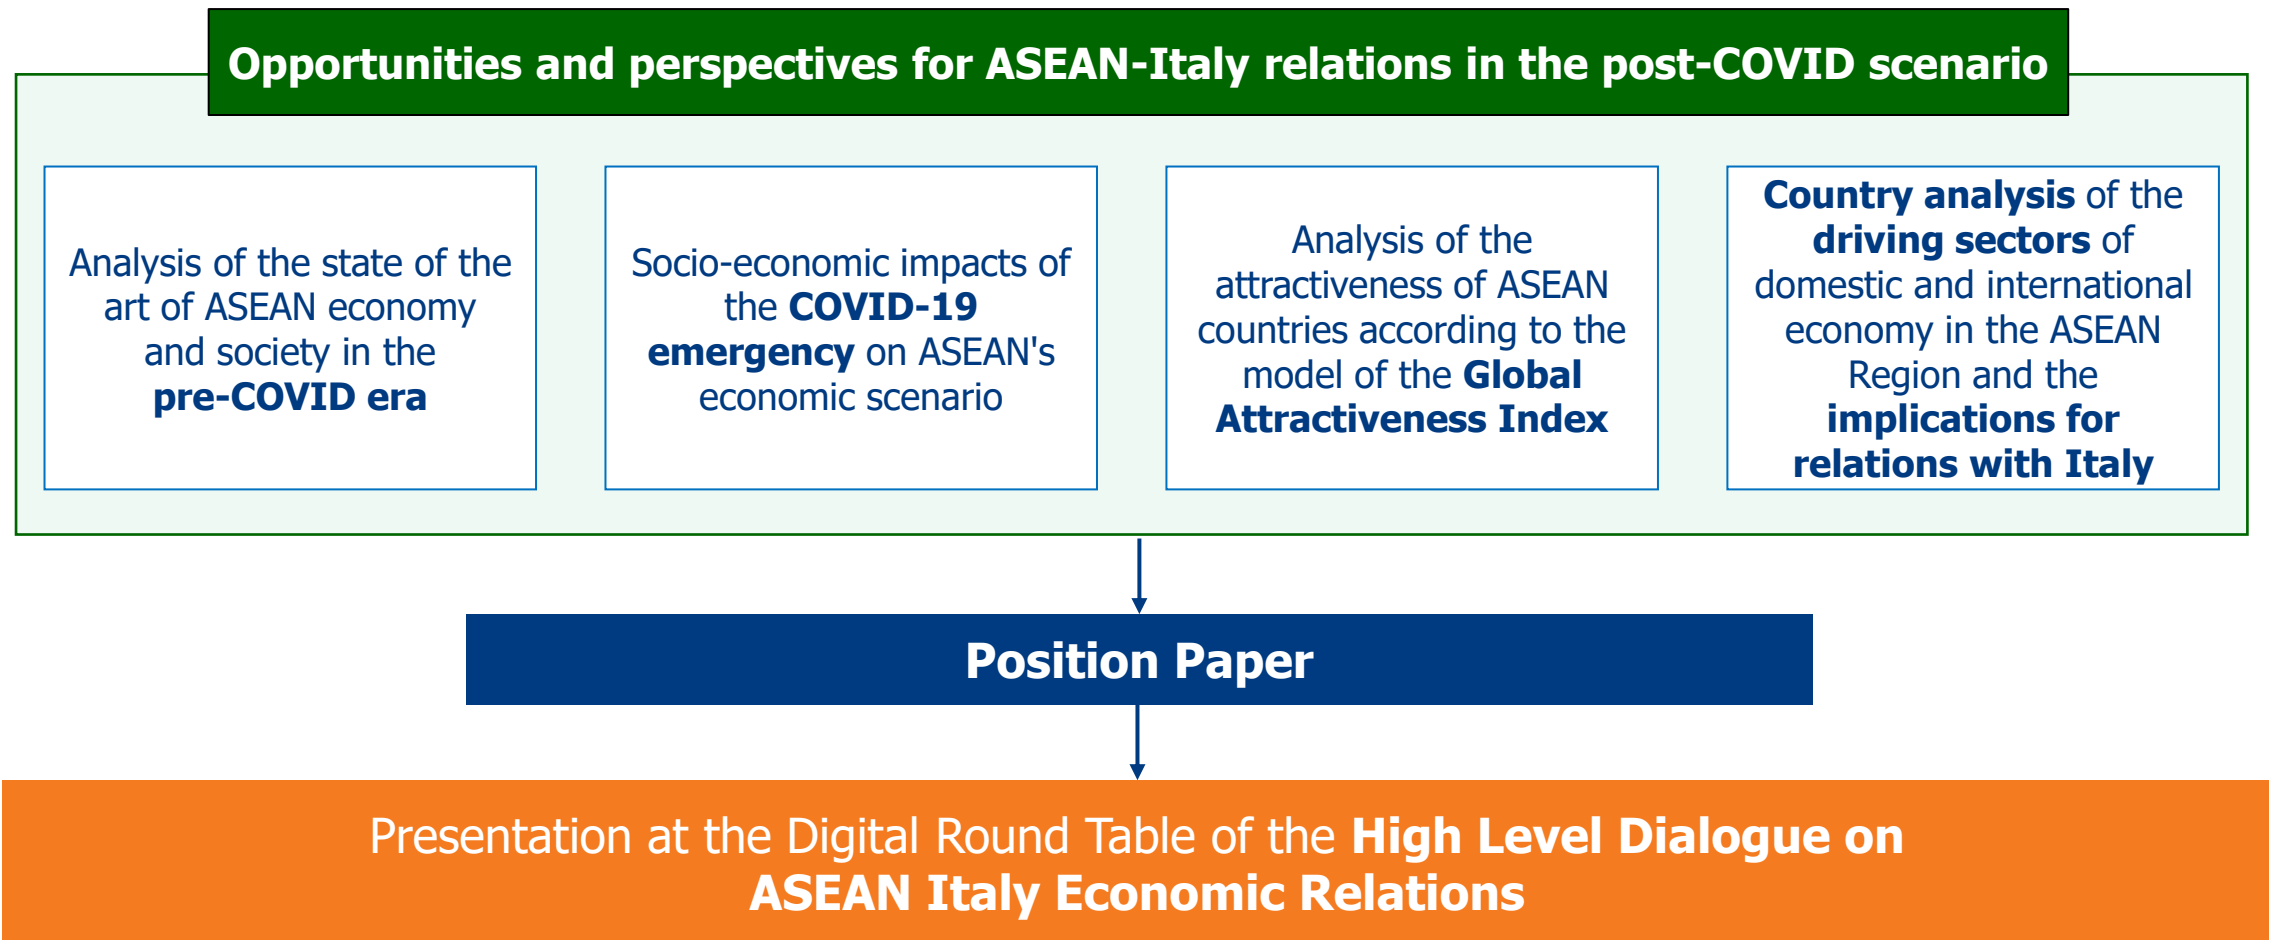 Opportunities and perspectives for ASEAN-Italy relations in the post-COVID scenario
Analysis of the state of the
art of ASEAN economy
and society in the
pre-COVID era
Socio-economic impacts of
the COVID-19
emergency on ASEAN's
economic scenario
Analysis of the
attractiveness of ASEAN
countries according to the
model of the Global
Attractiveness Index
Country analysis of the
driving sectors of
domestic and international
economy in the ASEAN
Region and the
implications for
relations with Italy
Position Paper
Presentation at the Digital Round Table of the High Level Dialogue on
ASEAN Italy Economic Relations